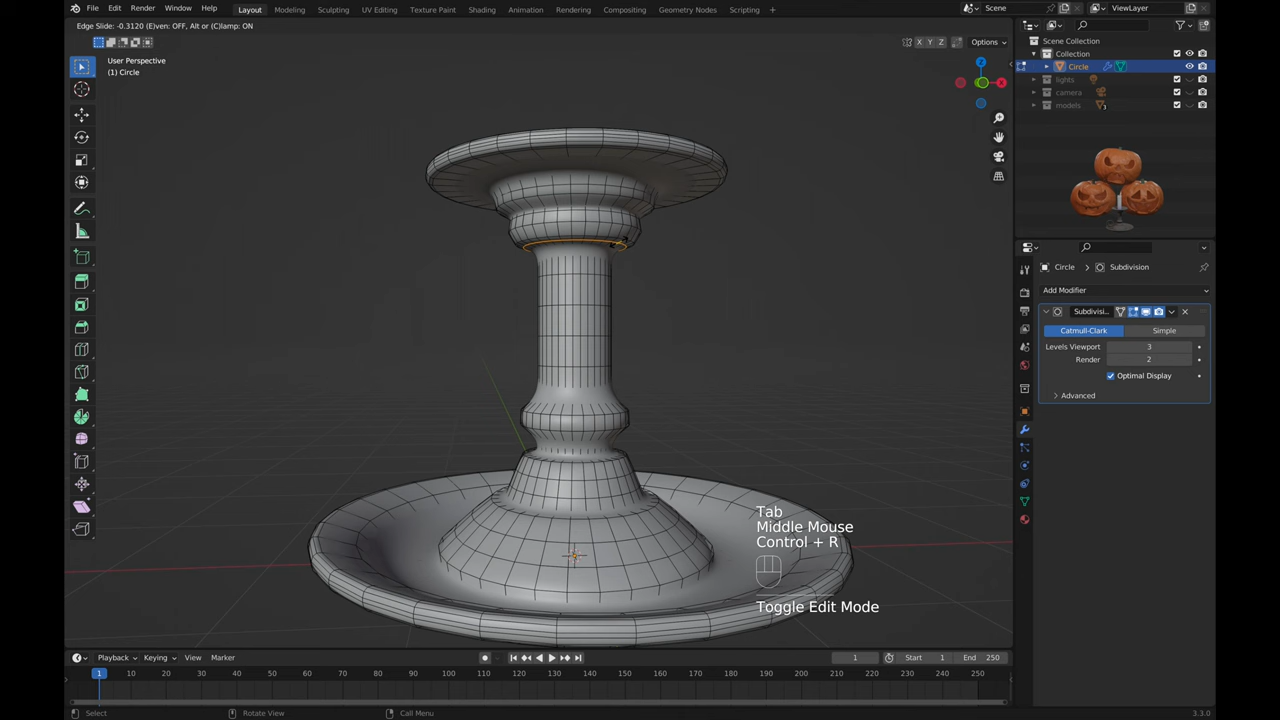 File Edit Render Window Help
Layout Modeling Sculpting UV Editing Texture Paint Shading Animation Rendering Compositing Geometry Nodes Scripting
Scene
ViewLayer
Edge Slide: -0.3120 (E)ven: OFF, Alt or (C)lamp: ON
X Y Z
Options
User Perspective
(1) Circle
Z
X
Scene Collection
Collection
Circle
lights
camera
models
3
Circle > Subdivision
Add Modifier
Subdivisi...
Catmull-Clark Simple
Levels Viewport 3
Render 2
Optimal Display
Advanced
Tab
Middle Mouse
Control + R
Toggle Edit Mode
Playback Keying View Marker
1
Start 1
End 250
1 10 20 30 40 50 60 70 80 90 100 110 120 130 140 150 160 170 180 190 200 210 220 230 240 250
Select
Rotate View
Call Menu
3.3.0